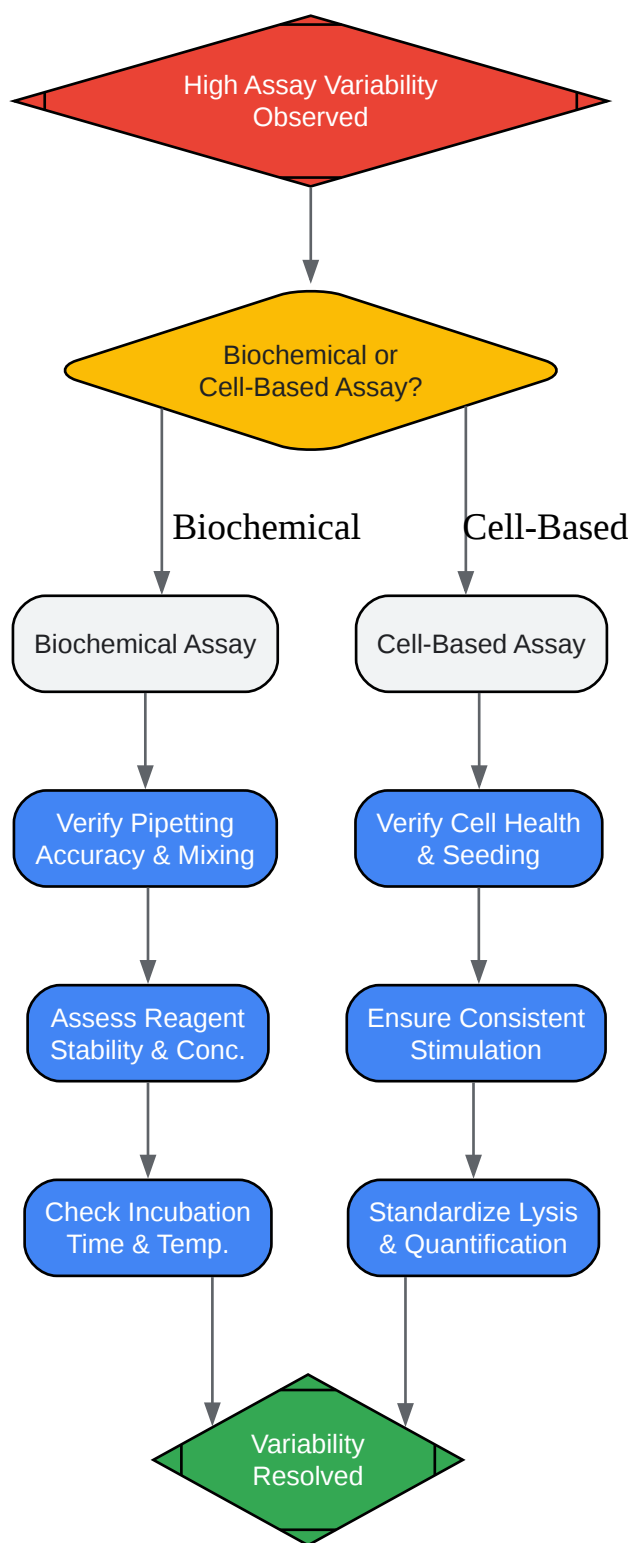 High Assay Variability
Observed
Biochemical or
Cell-Based Assay?
Biochemical
Cell-Based
Biochemical Assay
Cell-Based Assay
Verify Pipetting
Accuracy & Mixing
Verify Cell Health
& Seeding
Assess Reagent
Stability & Conc.
Ensure Consistent
Stimulation
Check Incubation
Time & Temp.
Standardize Lysis
& Quantification
Variability
Resolved